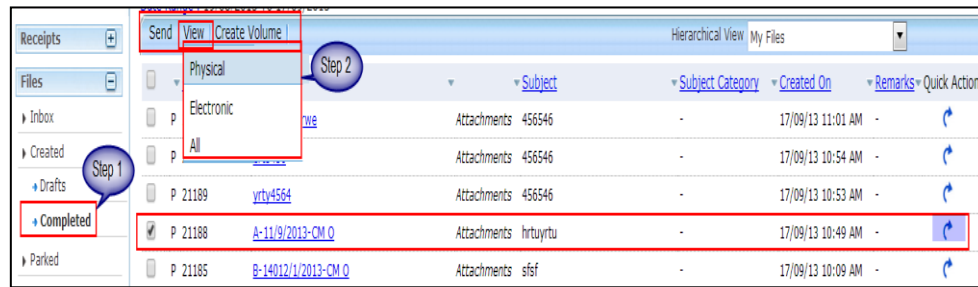 Receipts
Files
Inbox
Created
Drafts
Completed
Parked
Step 1
Send View Create Volume
Hierarchical View My Files
Physical
Electronic
All
Step 2
Subject Subject Category Created On Remarks Quick Action
P rwe Attachments 456546 - 17/09/13 11:01 AM -
P Attachments 456546 - 17/09/13 10:54 AM -
P 21189 yrty4564 Attachments 456546 - 17/09/13 10:53 AM -
P 21188 A-11/9/2013-CM O Attachments hrtuyrtu - 17/09/13 10:49 AM -
P 21185 B-14012/1/2013-CM O Attachments sfsf - 17/09/13 10:09 AM -